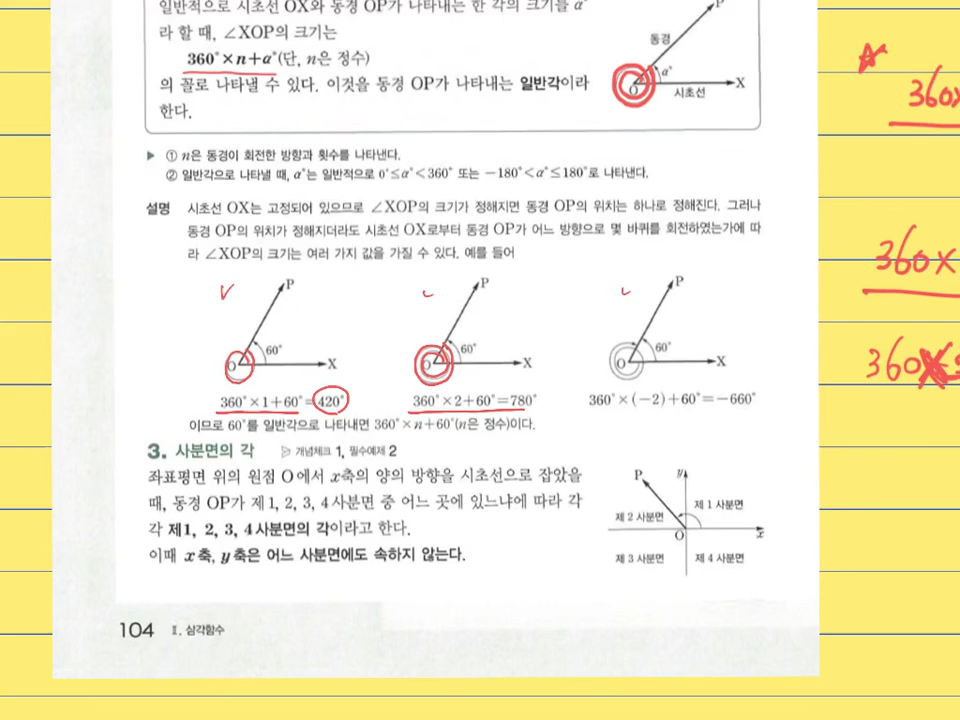 일반적으로 시초선 OX와 동경 OP가 나타내는 한 각의 크기를 α°
라 할 때, ∠XOP의 크기는
360°×n+α°(단, n은 정수)
의 꼴로 나타낼 수 있다. 이것을 동경 OP가 나타내는 일반각이라
한다.
P
동경
α°
O
X
시초선
360×
▶ ① n은 동경이 회전한 방향과 횟수를 나타낸다.
② 일반각으로 나타낼 때, α°는 일반적으로 0°≤α°<360° 또는 −180°<α°≤180°로 나타낸다.
설명 시초선 OX는 고정되어 있으므로 ∠XOP의 크기가 정해지면 동경 OP의 위치는 하나로 정해진다. 그러나
동경 OP의 위치가 정해지더라도 시초선 OX로부터 동경 OP가 어느 방향으로 몇 바퀴를 회전하였는가에 따
라 ∠XOP의 크기는 여러 가지 값을 가질 수 있다. 예를 들어
360×
P P P
60° 60° 60°
O X O X O X
360
360°×1+60°=420° 360°×2+60°=780° 360°×(−2)+60°=−660°
이므로 60°를 일반각으로 나타내면 360°×n+60°(n은 정수)이다.
3. 사분면의 각 ▷ 개념체크 1, 필수예제 2
좌표평면 위의 원점 O에서 x축의 양의 방향을 시초선으로 잡았을
때, 동경 OP가 제1, 2, 3, 4사분면 중 어느 곳에 있느냐에 따라 각
각 제1, 2, 3, 4사분면의 각이라고 한다.
이때 x축, y축은 어느 사분면에도 속하지 않는다.
P y
제 1 사분면
제 2 사분면
O x
제 3 사분면 제 4 사분면
104 Ⅱ. 삼각함수